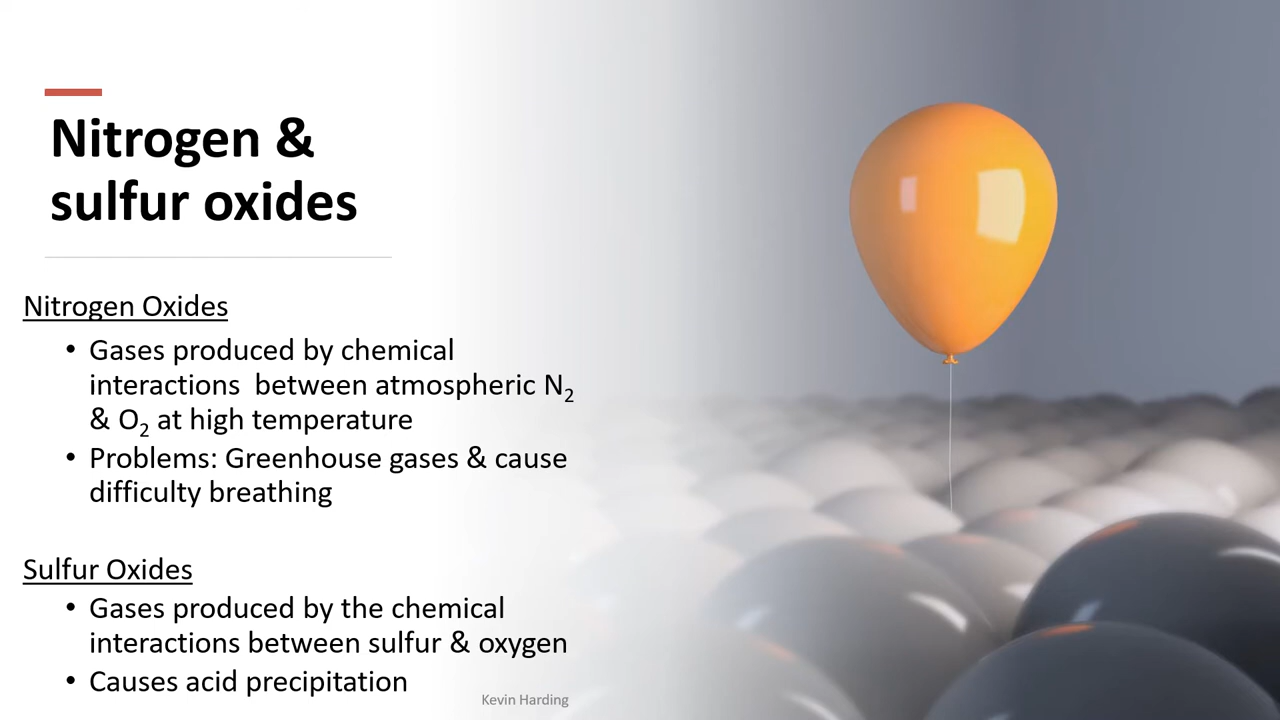 Nitrogen &
sulfur oxides
Nitrogen Oxides
• Gases produced by chemical
interactions  between atmospheric N₂
& O₂ at high temperature
• Problems: Greenhouse gases & cause
difficulty breathing
Sulfur Oxides
• Gases produced by the chemical
interactions between sulfur & oxygen
• Causes acid precipitation
Kevin Harding